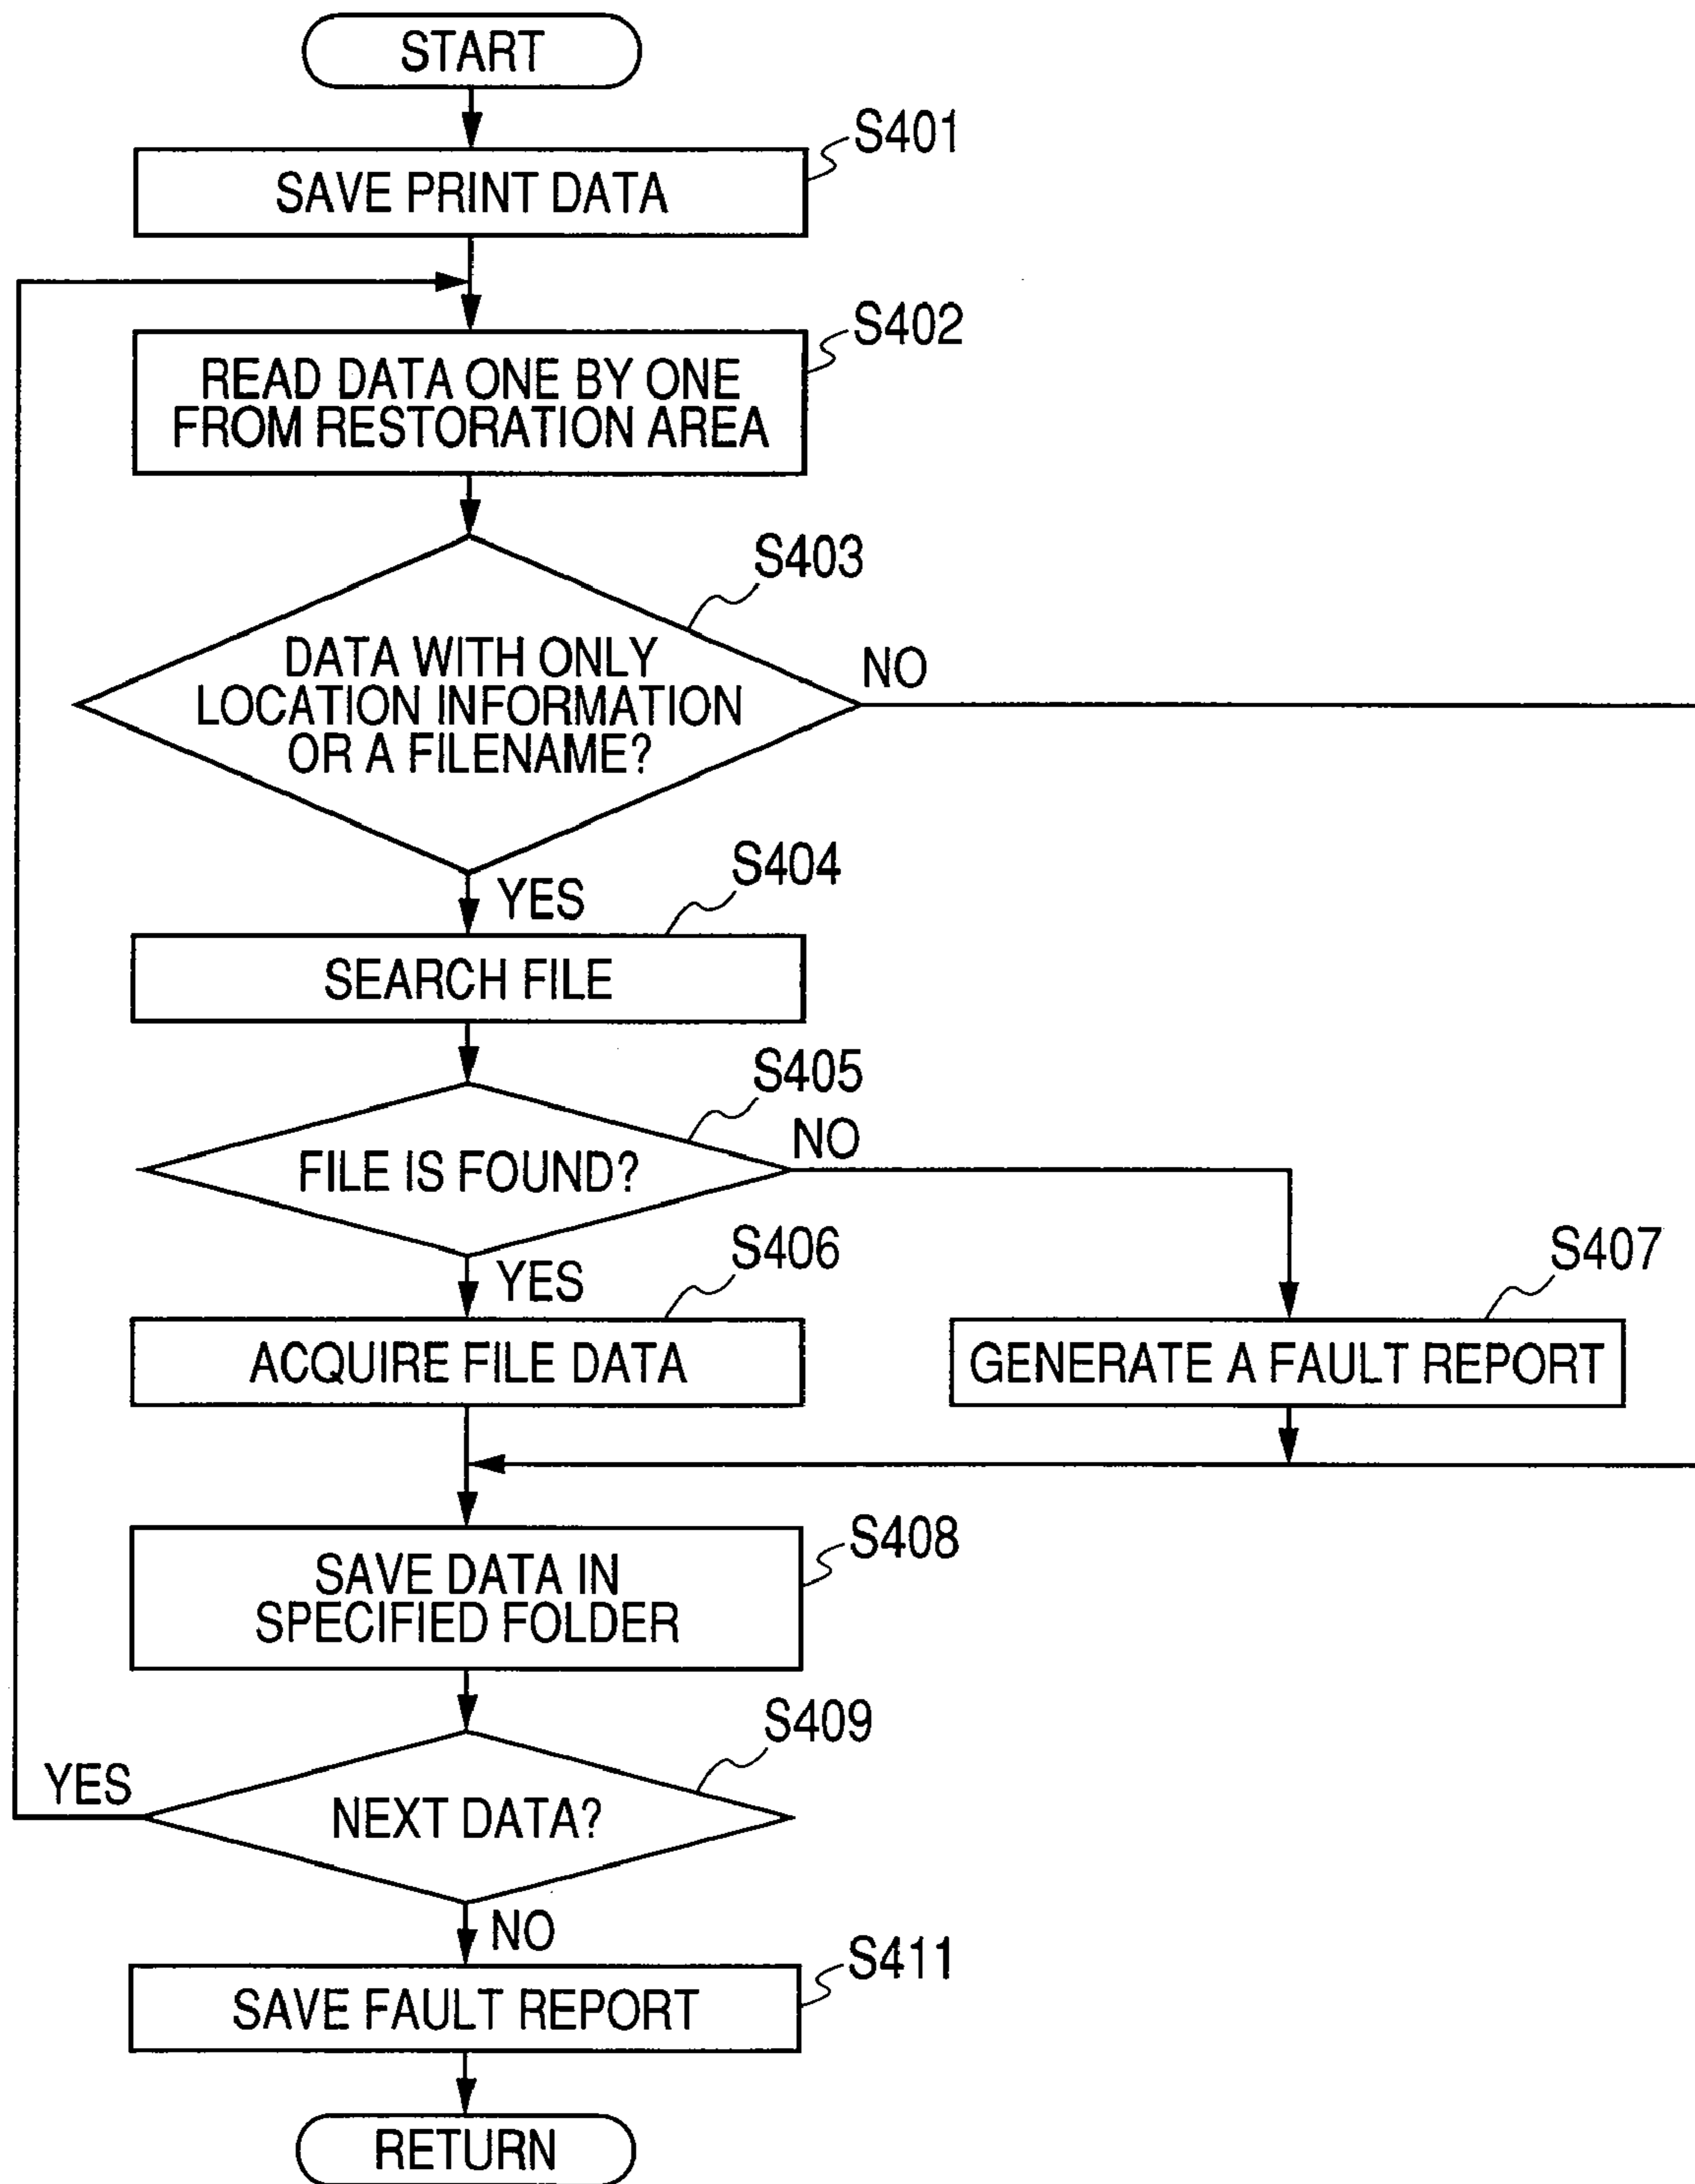 START
S401
SAVE PRINT DATA
S402
READ DATA ONE BY ONE
FROM RESTORATION AREA
S403
DATA WITH ONLY
LOCATION INFORMATION
OR A FILENAME?
NO
YES
S404
SEARCH FILE
S405
FILE IS FOUND?
NO
YES
S406
ACQUIRE FILE DATA
S407
GENERATE A FAULT REPORT
S408
SAVE DATA IN
SPECIFIED FOLDER
S409
NEXT DATA?
YES
NO
S411
SAVE FAULT REPORT
RETURN